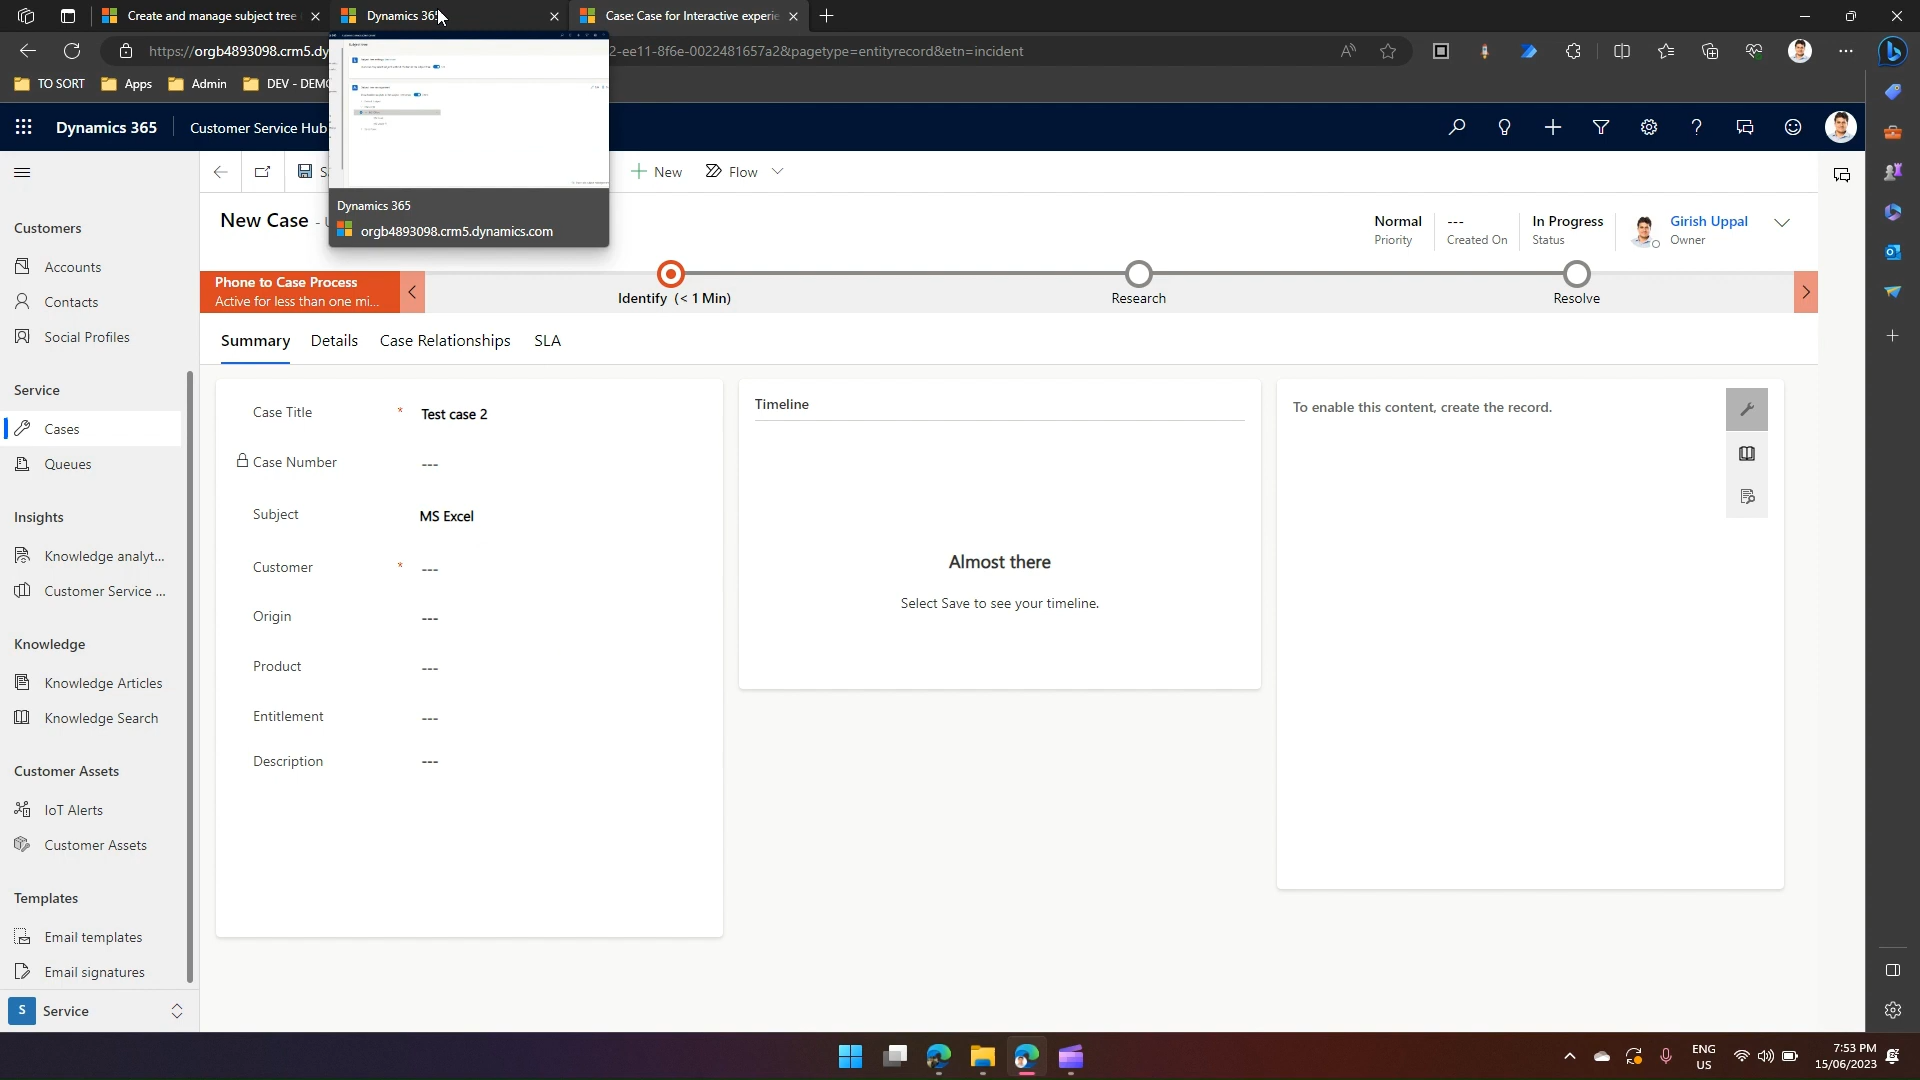 Create and manage subject tree
Dynamics 365
Case: Case for Interactive experie
https://orgb4893098.crm5.dy
2-ee11-8f6e-0022481657a2&pagetype=entityrecord&etn=incident
TO SORT
Apps
Admin
DEV - DEMO
Dynamics 365
Customer Service Hub
Dynamics 365
orgb4893098.crm5.dynamics.com
New
Flow
New Case
Normal
Priority
---
Created On
In Progress
Status
Girish Uppal
Owner
Phone to Case Process
Active for less than one mi...
Identify (< 1 Min)
Research
Resolve
Summary
Details
Case Relationships
SLA
Customers
Accounts
Contacts
Social Profiles
Service
Cases
Queues
Insights
Knowledge analyt...
Customer Service ...
Knowledge
Knowledge Articles
Knowledge Search
Customer Assets
IoT Alerts
Customer Assets
Templates
Email templates
Email signatures
S Service
Case Title * Test case 2
Case Number ---
Subject MS Excel
Customer * ---
Origin ---
Product ---
Entitlement ---
Description ---
Timeline
Almost there
Select Save to see your timeline.
To enable this content, create the record.
ENG
US
7:53 PM
15/06/2023